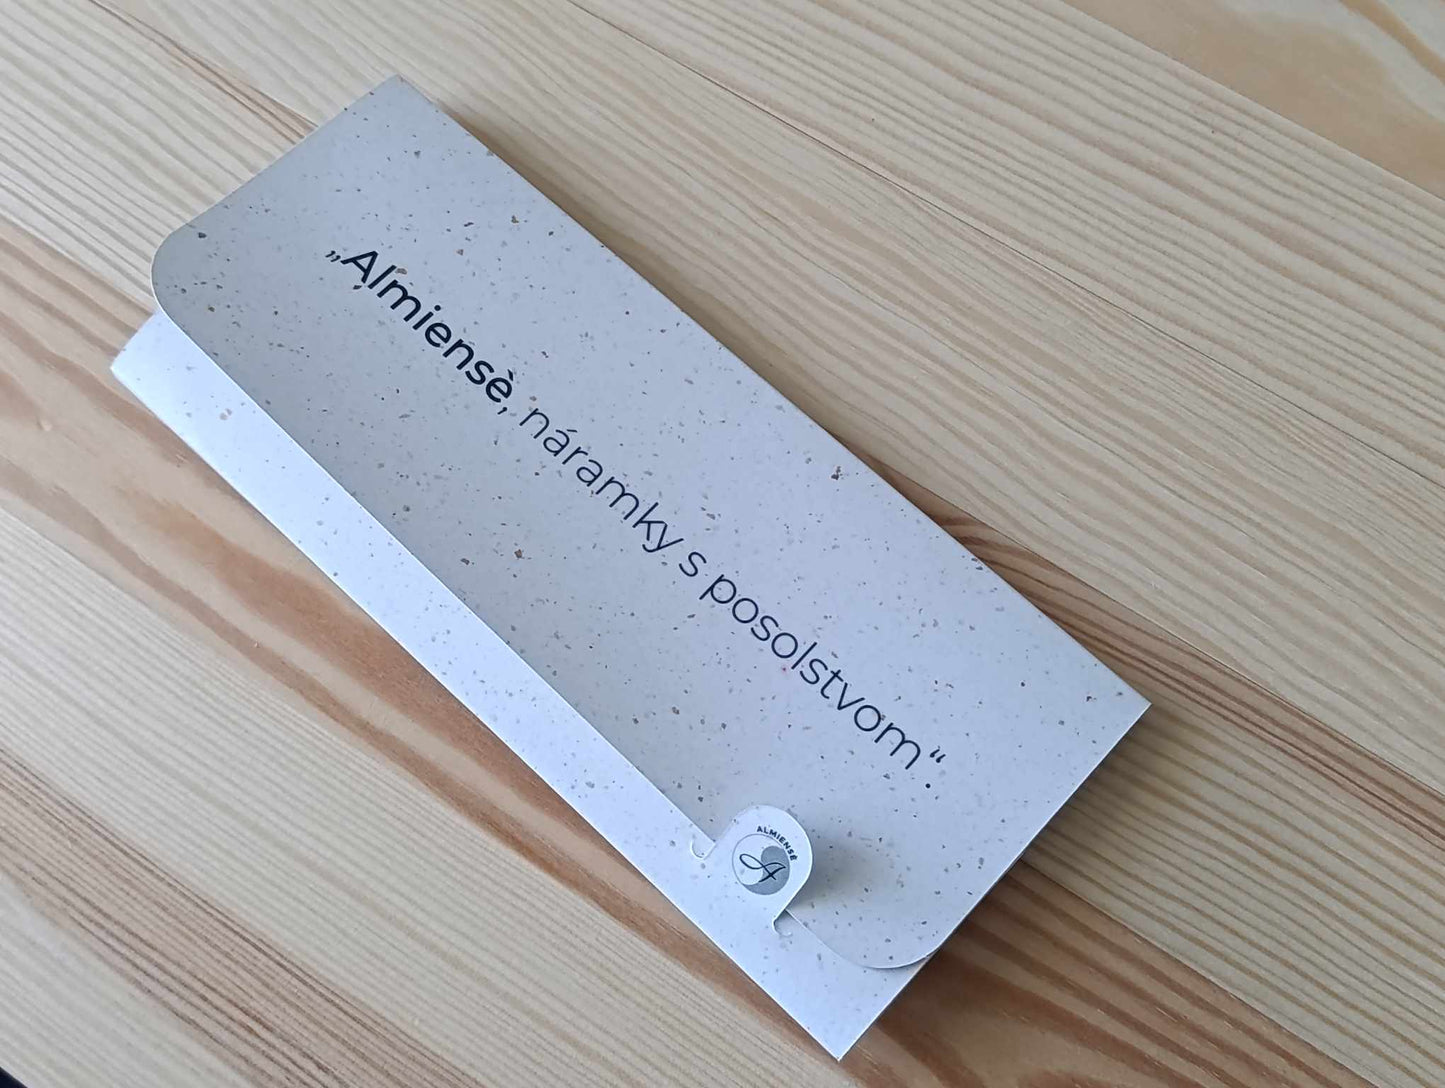 „Almiensè, náramky s posolstvom“.
ALMIENSÈ
A